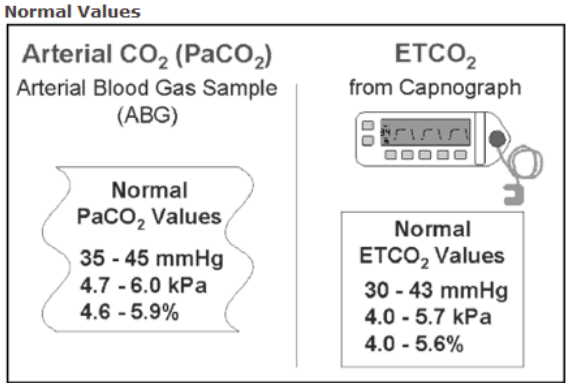 Normal Values
Arterial CO₂ (PaCO₂)
Arterial Blood Gas Sample
(ABG)
Normal
PaCO₂ Values
35 - 45 mmHg
4.7 - 6.0 kPa
4.6 - 5.9%
ETCO₂
from Capnograph
Normal
ETCO₂ Values
30 - 43 mmHg
4.0 - 5.7 kPa
4.0 - 5.6%